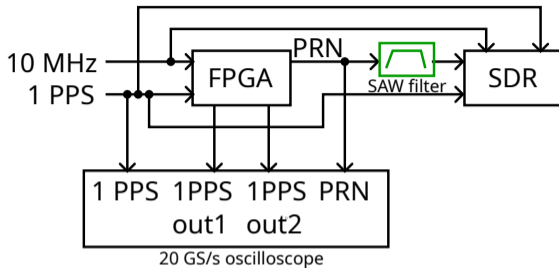 PRN
10 MHz
FPGA
SDR
1 PPS
SAW filter
1 PPS 1PPS 1PPS PRN
out1 out2
20 GS/s oscilloscope